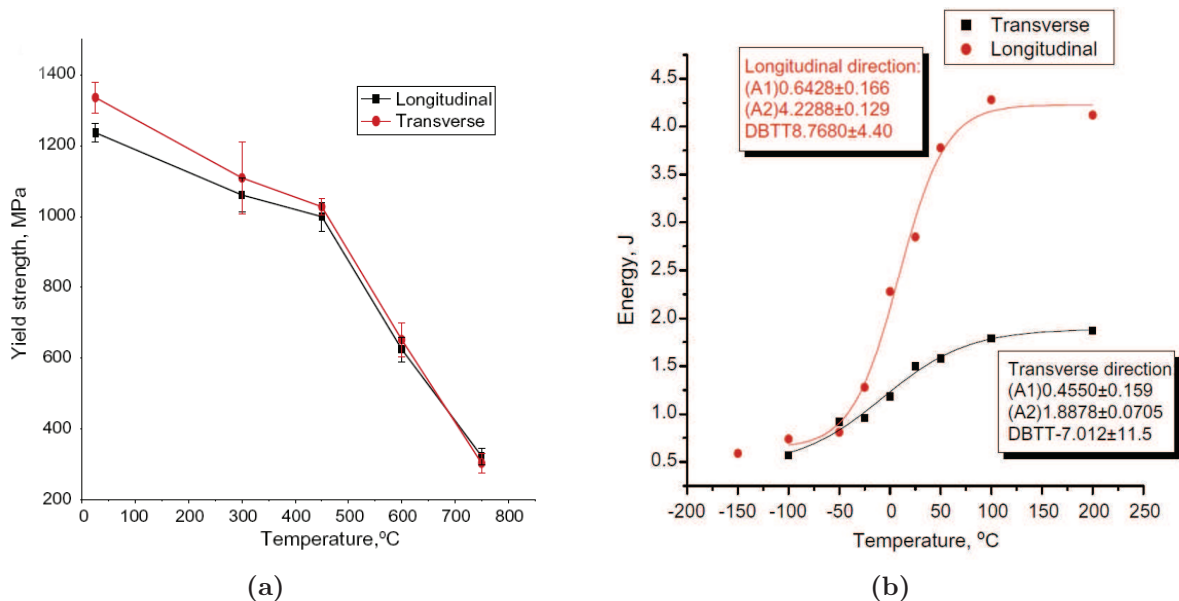 1400
1200
1000
800
600
400
200
Yield strength, MPa
Longitudinal
Transverse
0 100 200 300 400 500 600 700 800
Temperature,ºC
(a)
Transverse
Longitudinal
Longitudinal direction:
(A1)0.6428±0.166
(A2)4.2288±0.129
DBTT8.7680±4.40
4.5
4.0
3.5
3.0
2.5
2.0
1.5
1.0
0.5
Energy, J
Transverse direction
(A1)0.4550±0.159
(A2)1.8878±0.0705
DBTT-7.012±11.5
-200 -150 -100 -50 0 50 100 150 200 250
Temperature, ºC
(b)